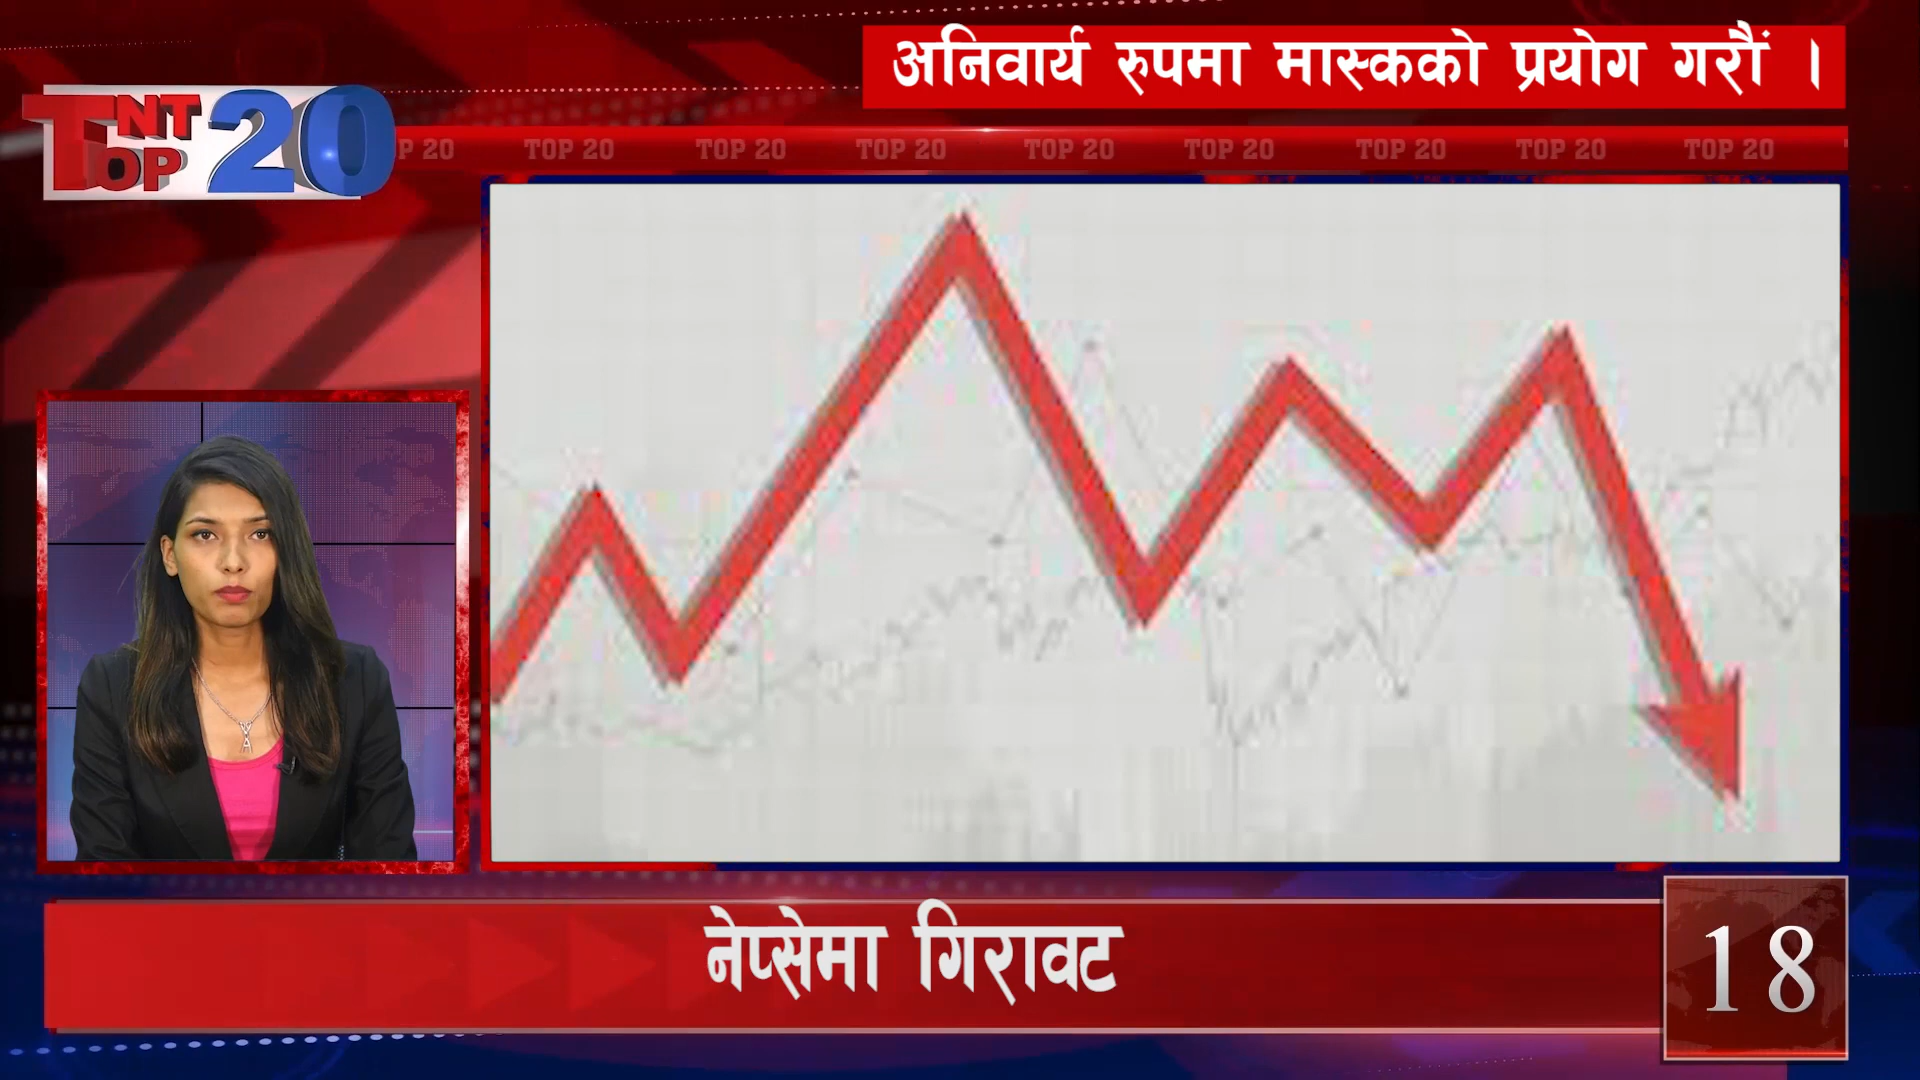 अनिवार्य रुपमा मास्कको प्रयोग गरौं ।
TNT TOP 20
P 20 TOP 20 TOP 20 TOP 20 TOP 20 TOP 20 TOP 20 TOP 20 TOP 20
नेप्सेमा गिरावट
18